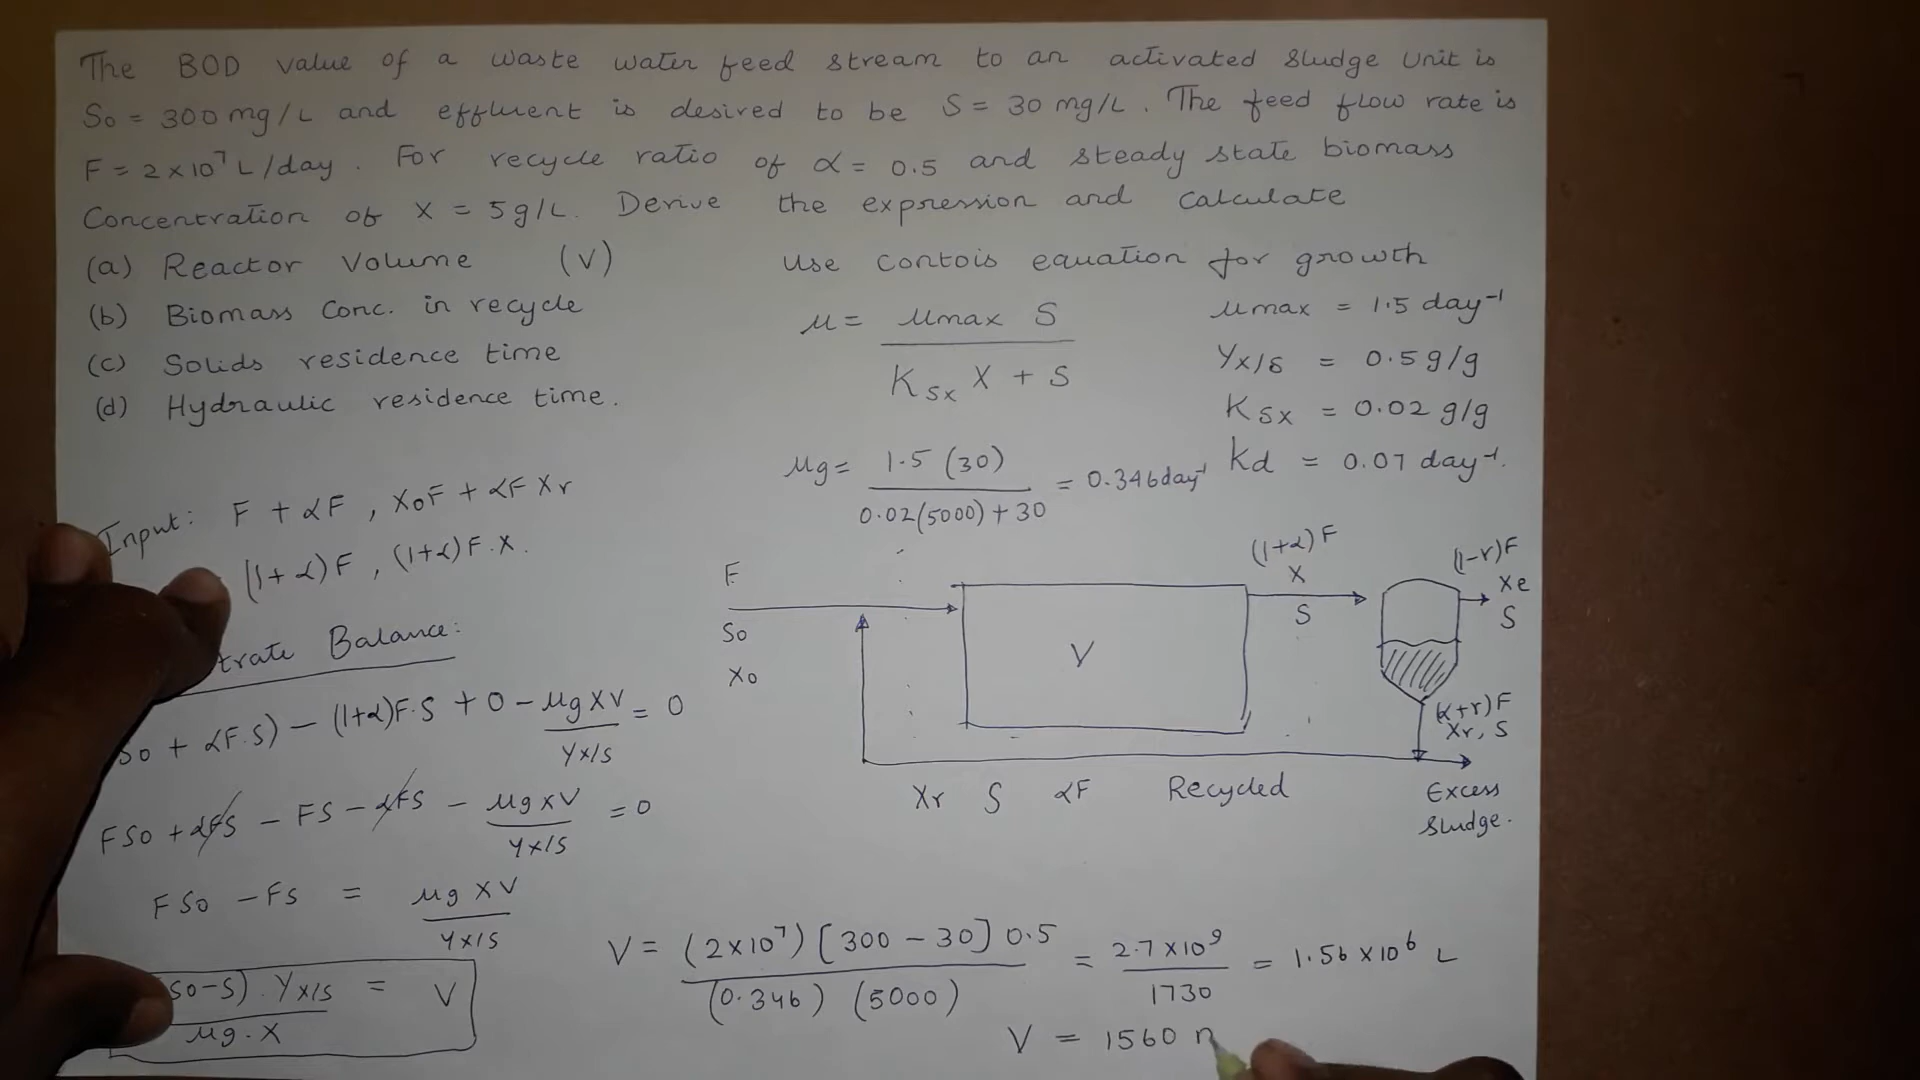 The BOD value of a waste water feed stream to an activated sludge unit is
So = 300 mg/L and effluent is desired to be S = 30 mg/L. The feed flow rate is
F = 2×10⁷ L/day. For recycle ratio of α = 0.5 and steady state biomass
Concentration of X = 5g/L. Derive the expression and calculate
(a) Reactor Volume (V)
(b) Biomass Conc. in recycle
(c) Solids residence time
(d) Hydraulic residence time.
Use contois equation for growth
μ = μmax S / (Ksx X + S)
μmax = 1.5 day⁻¹
Yx/s = 0.5 g/g
Ksx = 0.02 g/g
kd = 0.07 day⁻¹.
μg = 1.5 (30) / (0.02(5000) + 30) = 0.346 day⁻¹
Input: F + αF , XoF + αF Xr
(1+α)F , (1+α)F.X.
trate Balance:
So + αF.S) − (1+α)F.S + 0 − μg X V / Yx/s = 0
FSo + αFS − FS − αFS − μg X V / Yx/s = 0
FSo − FS = μg X V / Yx/s
so−s). Yx/s / μg.X = V
F
So
Xo
V
(1+α)F
X
S
(1−r)F
Xe
S
(α+r)F
Xr, S
Xr S αF Recycled
Excess
Sludge.
V = (2×10⁷) [300 − 30] 0.5 / (0.346) (5000) = 2.7×10⁹ / 1730 = 1.56×10⁶ L
V = 1560